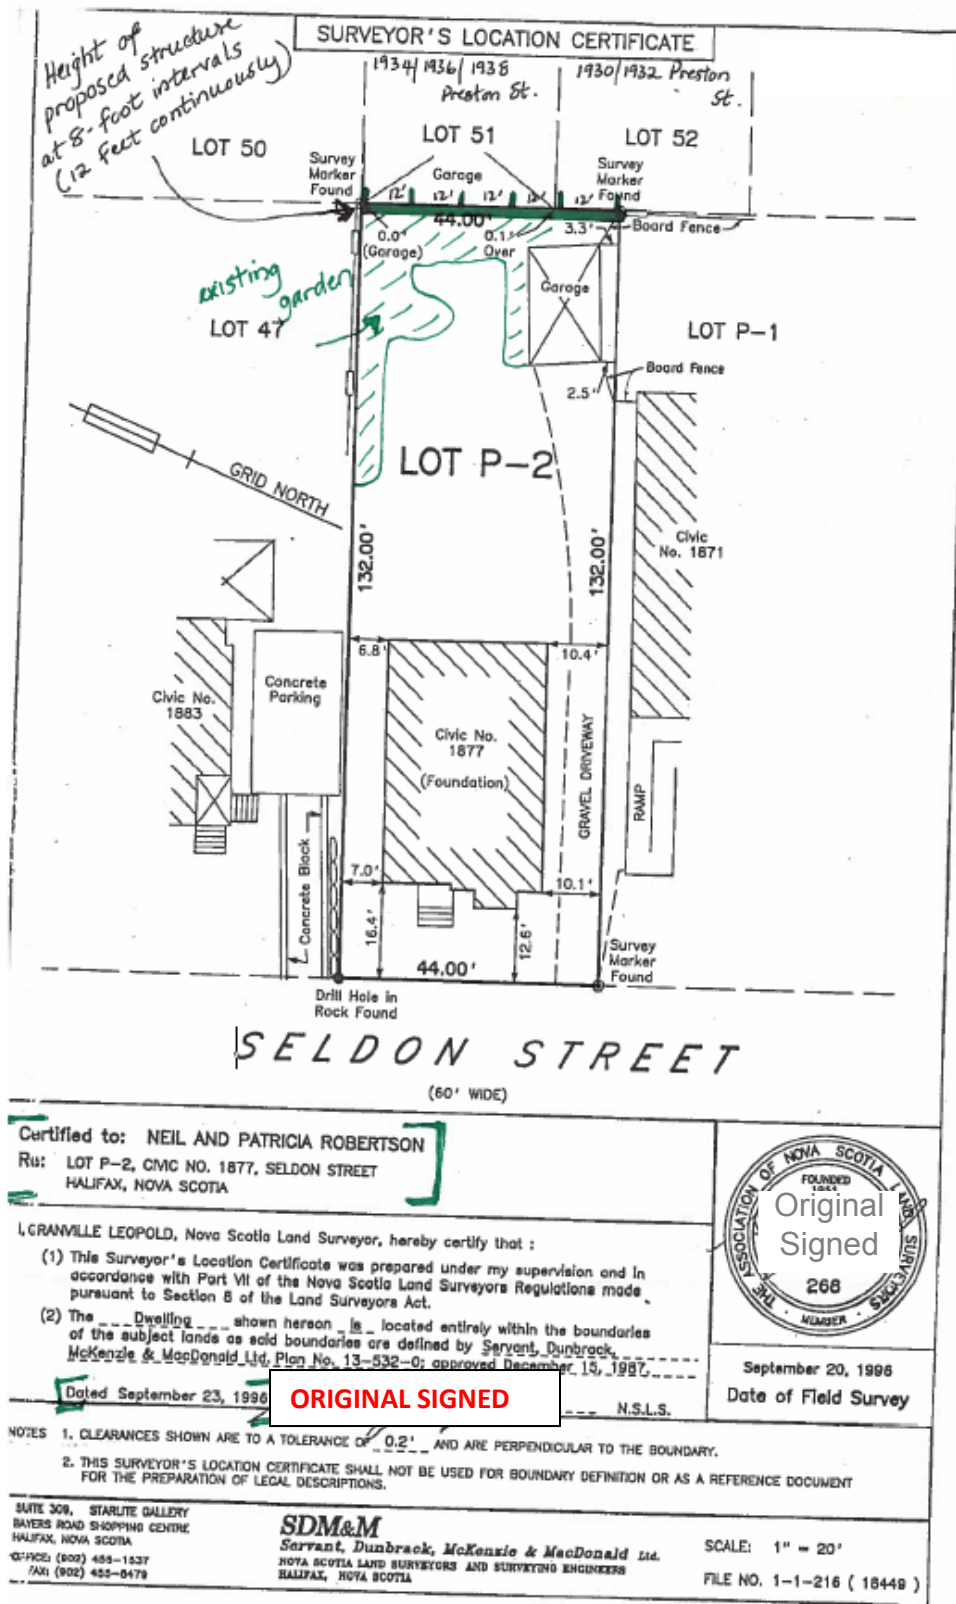 SURVEYOR'S LOCATION CERTIFICATE
Height of
proposed structure
at 8-foot intervals
(12 feet continuously)
1934/1936/1938
Preston St.
1930/1932 Preston
St.
LOT 50
LOT 51
LOT 52
Survey
Marker
Found
Garage
Survey
Marker
Found
12' 12' 12' 12' 12'
44.00'
0.0'
(Garage)
0.1'
Over
3.3'
Board Fence
existing
garden
Garage
LOT 47
LOT P-1
Board Fence
2.5'
LOT P-2
GRID NORTH
132.00'
132.00'
Civic
No. 1871
6.8'
10.4'
Concrete
Parking
Civic No.
1883
Civic No.
1877
(Foundation)
GRAVEL DRIVEWAY
RAMP
Concrete Block
7.0'
10.1'
16.4'
12.6'
44.00'
Survey
Marker
Found
Drill Hole in
Rock Found
SELDON STREET
(60' WIDE)
Certified to: NEIL AND PATRICIA ROBERTSON
Re: LOT P-2, CIVIC NO. 1877, SELDON STREET
HALIFAX, NOVA SCOTIA
THE ASSOCIATION OF NOVA SCOTIA LAND SURVEYORS
FOUNDED
1951
Original
Signed
268
MEMBER
I, GRANVILLE LEOPOLD, Nova Scotia Land Surveyor, hereby certify that :
(1) This Surveyor's Location Certificate was prepared under my supervision and in
accordance with Part VII of the Nova Scotia Land Surveyors Regulations made
pursuant to Section 8 of the Land Surveyors Act.
(2) The Dwelling shown hereon is located entirely within the boundaries
of the subject lands as said boundaries are defined by Servant, Dunbrack,
McKenzie & MacDonald Ltd. Plan No. 13-532-0; approved December 15, 1987.
Dated September 23, 1996
ORIGINAL SIGNED
N.S.L.S.
September 20, 1996
Date of Field Survey
NOTES 1. CLEARANCES SHOWN ARE TO A TOLERANCE OF 0.2' AND ARE PERPENDICULAR TO THE BOUNDARY.
2. THIS SURVEYOR'S LOCATION CERTIFICATE SHALL NOT BE USED FOR BOUNDARY DEFINITION OR AS A REFERENCE DOCUMENT
FOR THE PREPARATION OF LEGAL DESCRIPTIONS.
SUITE 309, STARLITE GALLERY
BAYERS ROAD SHOPPING CENTRE
HALIFAX, NOVA SCOTIA
OFFICE: (902) 455-1537
FAX: (902) 455-8479
SDM&M
Servant, Dunbrack, McKenzie & MacDonald Ltd.
NOVA SCOTIA LAND SURVEYORS AND SURVEYING ENGINEERS
HALIFAX, NOVA SCOTIA
SCALE: 1" = 20'
FILE NO. 1-1-216 ( 18449 )